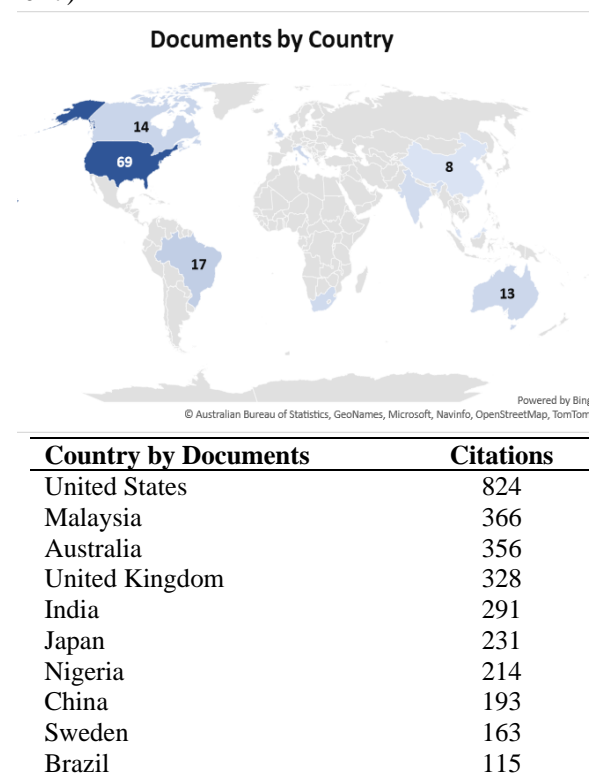 Documents by Country
14
69
8
17
13
Powered by Bing
© Australian Bureau of Statistics, GeoNames, Microsoft, Navinfo, OpenStreetMap, TomTom
Country by Documents Citations
United States 824
Malaysia 366
Australia 356
United Kingdom 328
India 291
Japan 231
Nigeria 214
China 193
Sweden 163
Brazil 115